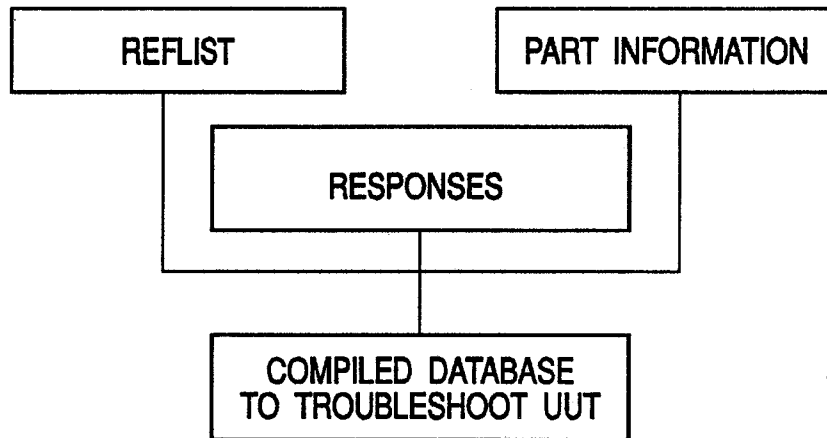 REFLIST
PART INFORMATION
RESPONSES
COMPILED DATABASE
TO TROUBLESHOOT UUT